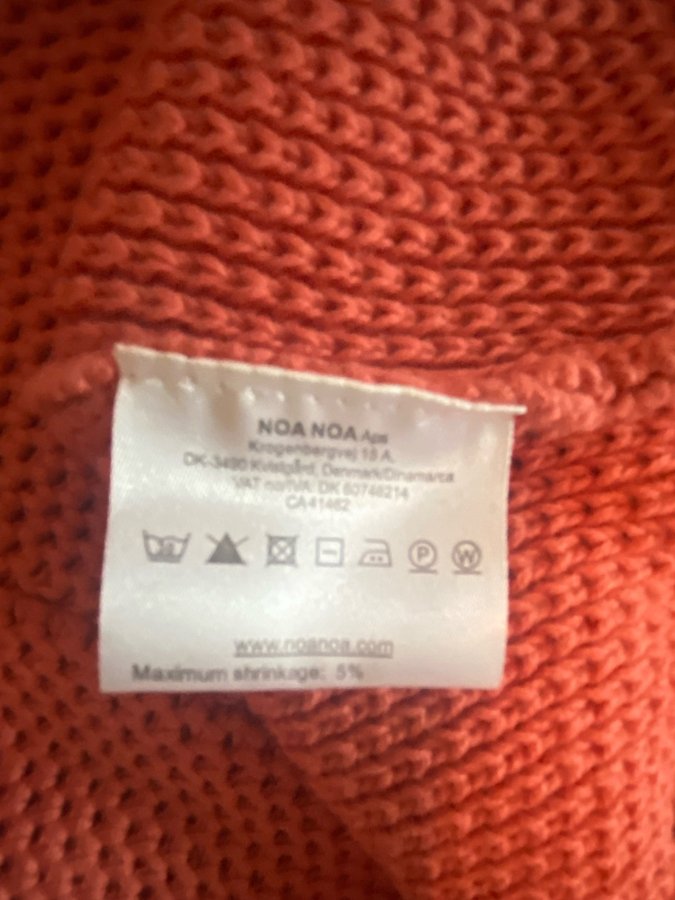 NOA NOA Aps
Krogenbergvej 15 A,
DK-3490 Kvistgård, Denmark/Dinamarca
VAT no/IVA: DK 60746214
CA41462
P W
www.noanoa.com
Maximum shrinkage: 5%